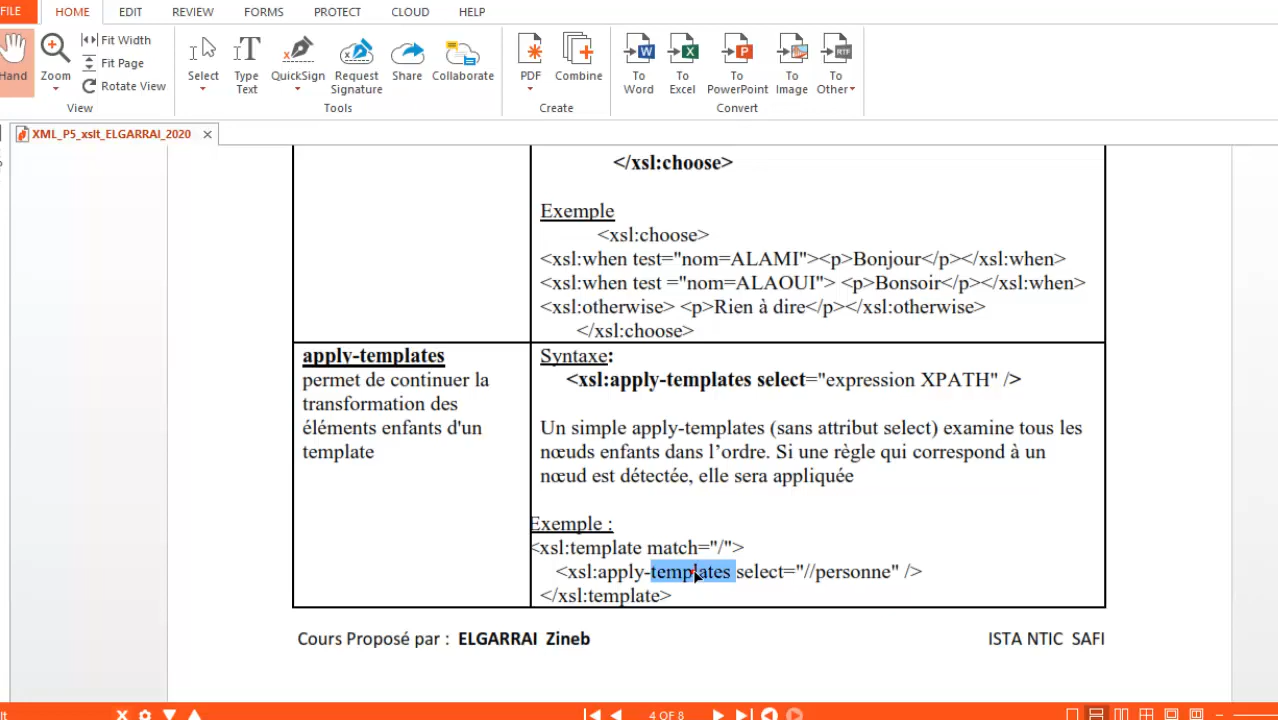 FILE HOME EDIT REVIEW FORMS PROTECT CLOUD HELP
Hand
Zoom
Fit Width
Fit Page
Rotate View
View
Select
Type Text
QuickSign
Request Signature
Share
Collaborate
Tools
PDF
Combine
Create
To Word
To Excel
To PowerPoint
To Image
To Other
Convert
XML_P5_xslt_ELGARRAI_2020
</xsl:choose>
Exemple
<xsl:choose>
<xsl:when test="nom=ALAMI"><p>Bonjour</p></xsl:when>
<xsl:when test ="nom=ALAOUI"> <p>Bonsoir</p></xsl:when>
<xsl:otherwise> <p>Rien à dire</p></xsl:otherwise>
</xsl:choose>
apply-templates
permet de continuer la
transformation des
éléments enfants d'un
template
Syntaxe:
<xsl:apply-templates select="expression XPATH" />
Un simple apply-templates (sans attribut select) examine tous les
nœuds enfants dans l’ordre. Si une règle qui correspond à un
nœud est détectée, elle sera appliquée
Exemple :
<xsl:template match="/">
<xsl:apply-templates select="//personne" />
</xsl:template>
Cours Proposé par : ELGARRAI Zineb ISTA NTIC SAFI
4 OF 8